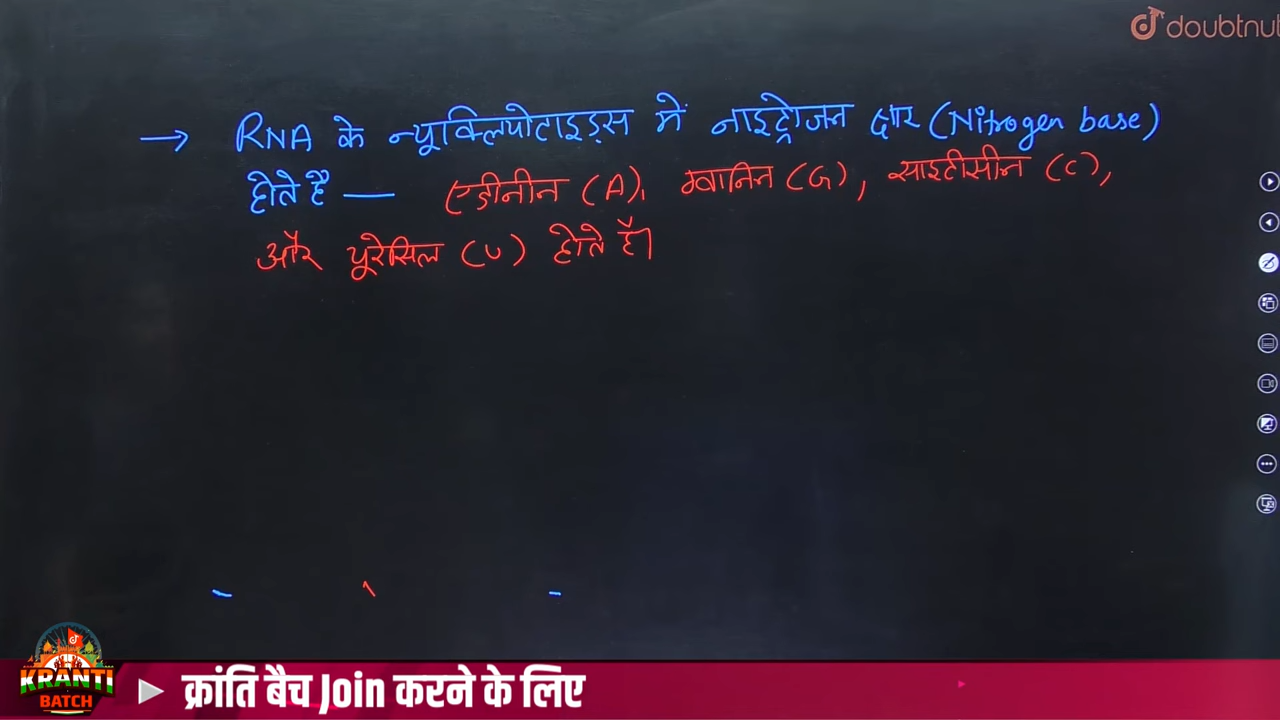 doubtnut
→ RNA के न्यूक्लियोटाइड्स में नाइट्रोजन क्षार (Nitrogen base)
होते है — एडीनीन (A), ग्वानिन (G), साइटोसीन (C),
और यूरेसिल (U) होते हैं।
KRANTI
BATCH
क्रांति बैच Join करने के लिए